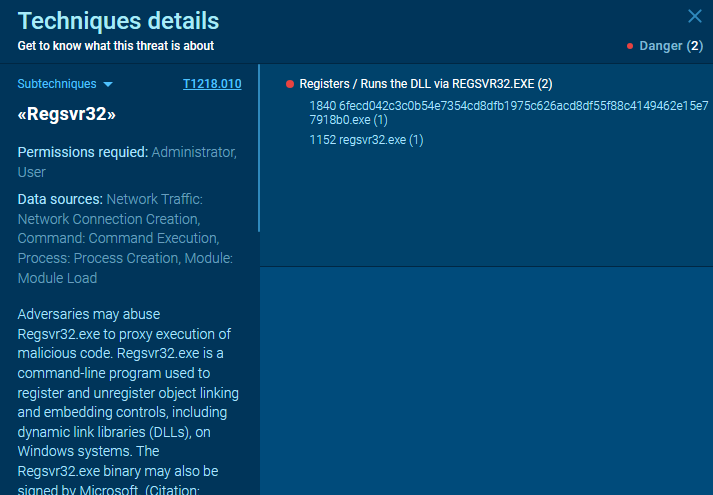 Techniques details
Get to know what this threat is about
Danger (2)
Subtechniques
T1218.010
«Regsvr32»
Permissions requied: Administrator,
User
Data sources: Network Traffic:
Network Connection Creation,
Command: Command Execution,
Process: Process Creation, Module:
Module Load
Adversaries may abuse
Regsvr32.exe to proxy execution of
malicious code. Regsvr32.exe is a
command-line program used to
register and unregister object linking
and embedding controls, including
dynamic link libraries (DLLs), on
Windows systems. The
Regsvr32.exe binary may also be
signed by Microsoft. (Citation:
Registers / Runs the DLL via REGSVR32.EXE (2)
1840 6fecd042c3c0b54e7354cd8dfb1975c626acd8df55f88c4149462e15e7
7918b0.exe (1)
1152 regsvr32.exe (1)